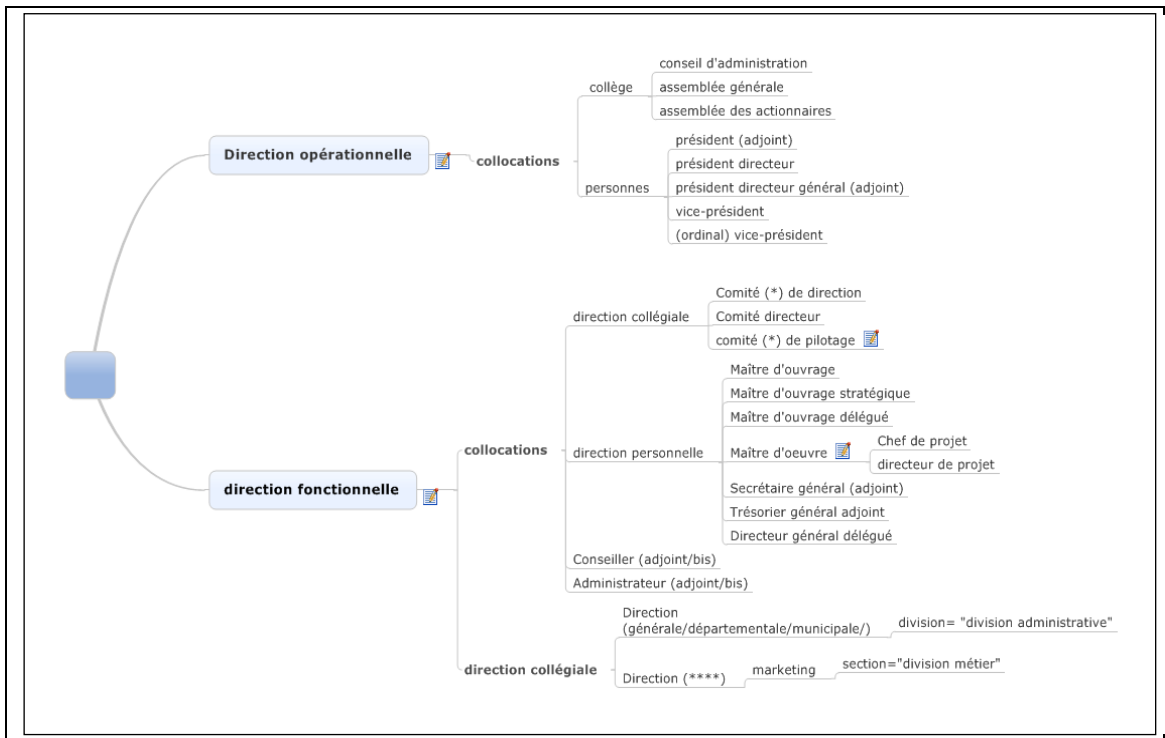 Direction opérationnelle
collocations
collège
conseil d'administration
assemblée générale
assemblée des actionnaires
personnes
président (adjoint)
président directeur
président directeur général (adjoint)
vice-président
(ordinal) vice-président
direction fonctionnelle
collocations
direction collégiale
Comité (*) de direction
Comité directeur
comité (*) de pilotage
direction personnelle
Maître d'ouvrage
Maître d'ouvrage stratégique
Maître d'ouvrage délégué
Maître d'oeuvre
Chef de projet
directeur de projet
Secrétaire général (adjoint)
Trésorier général adjoint
Directeur général délégué
Conseiller (adjoint/bis)
Administrateur (adjoint/bis)
direction collégiale
Direction
(générale/départementale/municipale/)
division= "division administrative"
Direction (****)
marketing
section="division métier"